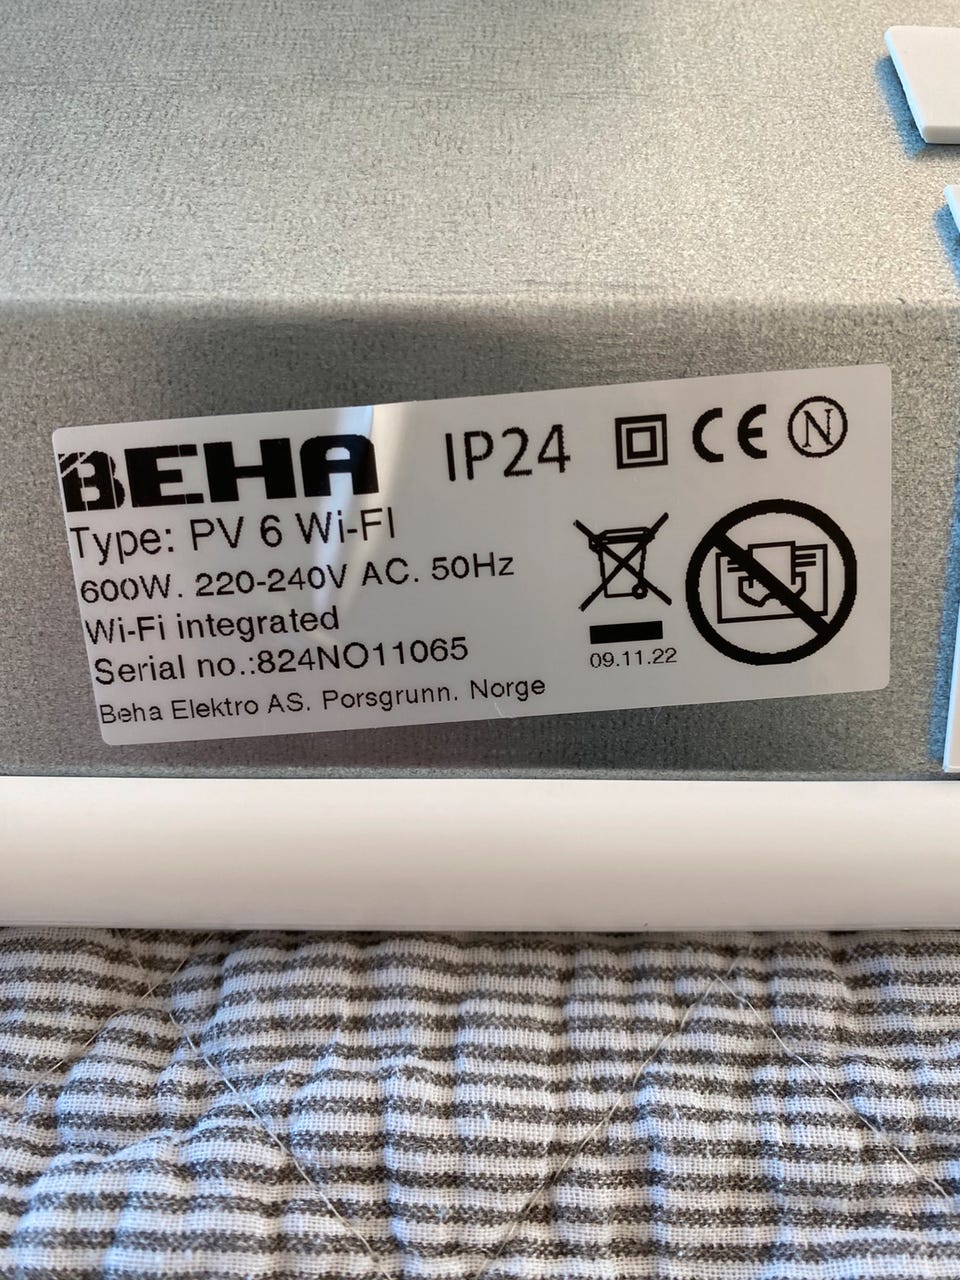 BEHA IP24 CE N
Type: PV 6 Wi-FI
600W. 220-240V AC. 50Hz
Wi-Fi integrated
Serial no.:824NO11065
09.11.22
Beha Elektro AS. Porsgrunn. Norge